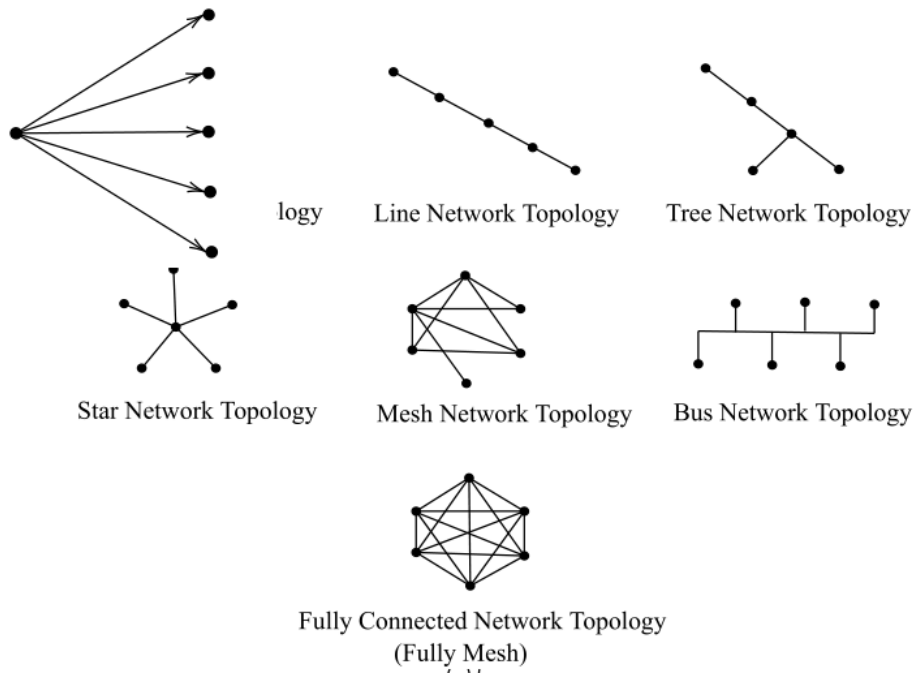 logy
Line Network Topology
Tree Network Topology
Star Network Topology
Mesh Network Topology
Bus Network Topology
Fully Connected Network Topology
(Fully Mesh)